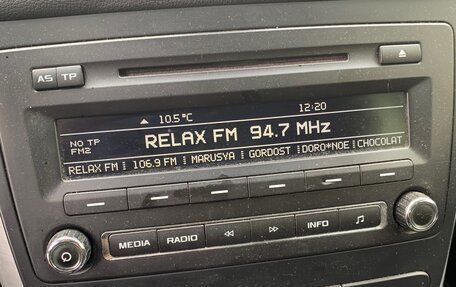 AS TP
10.5°C 12:20
NO TP
FM2
RELAX FM 94.7 MHz
RELAX FM 106.9 FM MARUSYA GORDOST DORO*NOE CHOCOLAT
MEDIA RADIO INFO